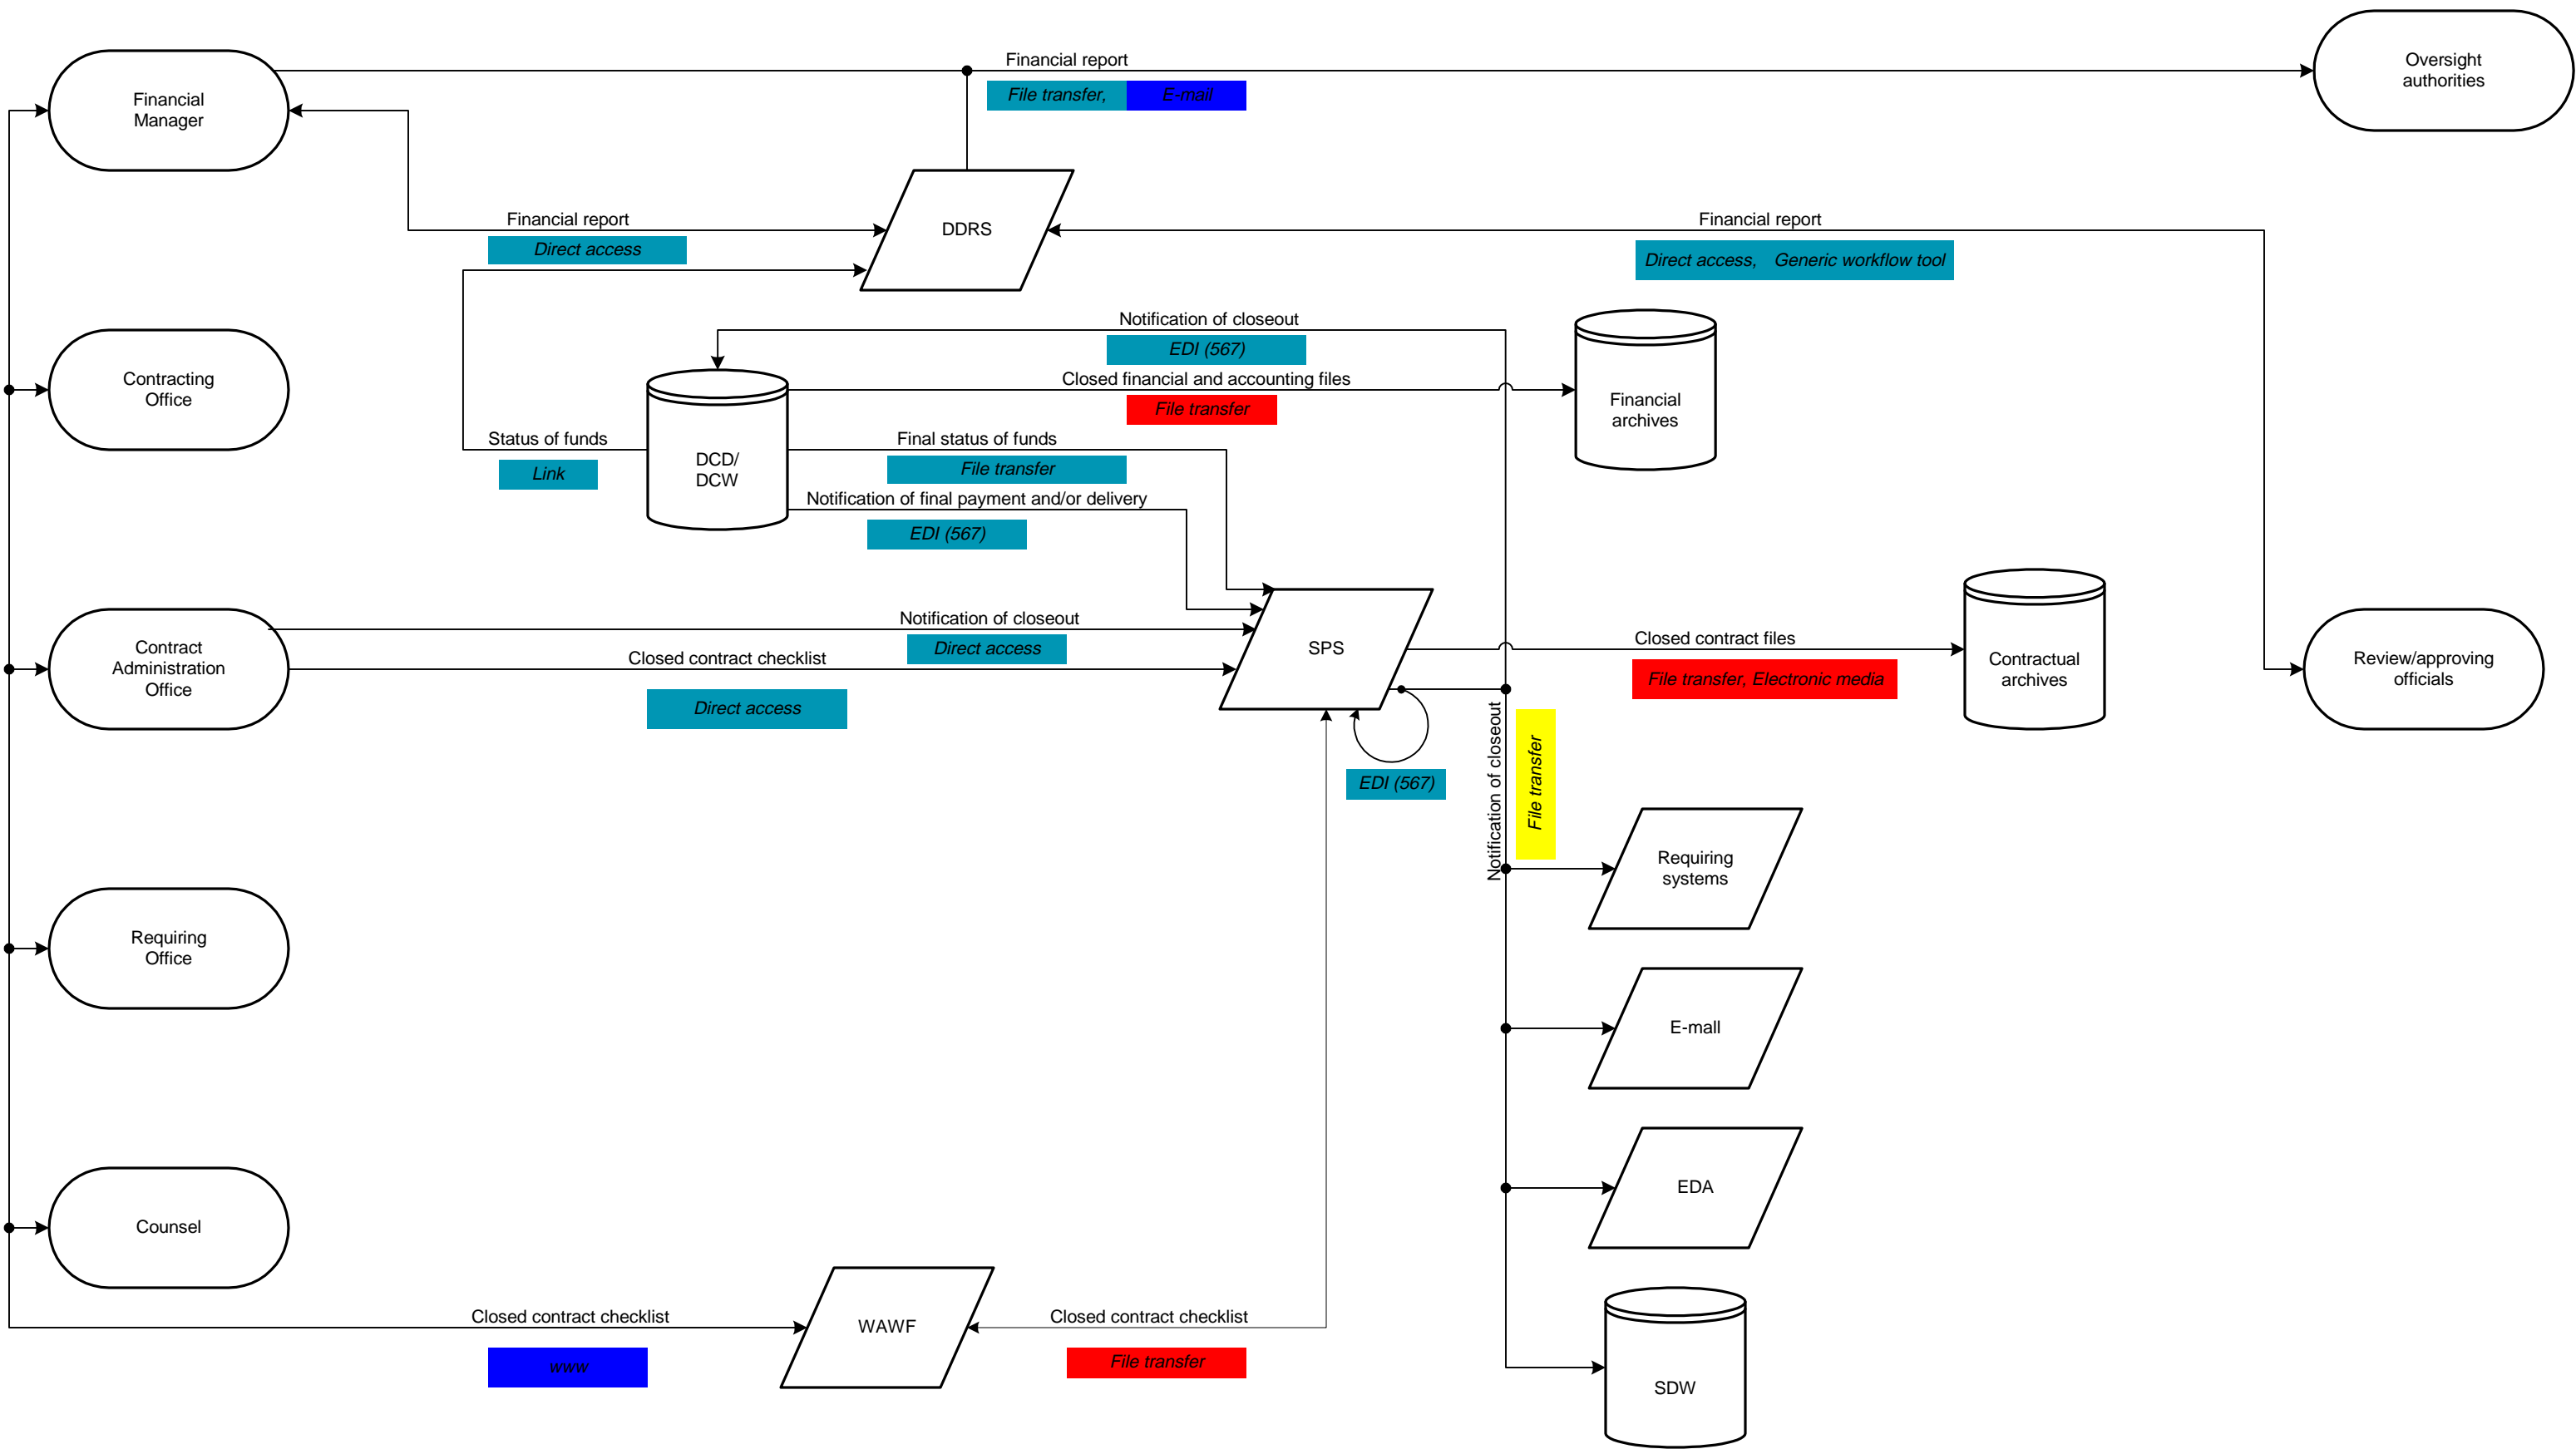 Financial report
File transfer,
E-mail
Oversight
authorities
Financial
Manager
Financial report
Direct access
DDRS
Financial report
Direct access, Generic workflow tool
Notification of closeout
EDI (567)
Closed financial and accounting files
File transfer
Financial
archives
Contracting
Office
Status of funds
Link
DCD/
DCW
Final status of funds
File transfer
Notification of final payment and/or delivery
EDI (567)
Contract
Administration
Office
Notification of closeout
Direct access
Closed contract checklist
Direct access
SPS
Closed contract files
File transfer, Electronic media
Contractual
archives
Review/approving
officials
EDI (567)
Notification of closeout
File transfer
Requiring
systems
Requiring
Office
E-mall
EDA
Counsel
Closed contract checklist
www
WAWF
Closed contract checklist
File transfer
SDW